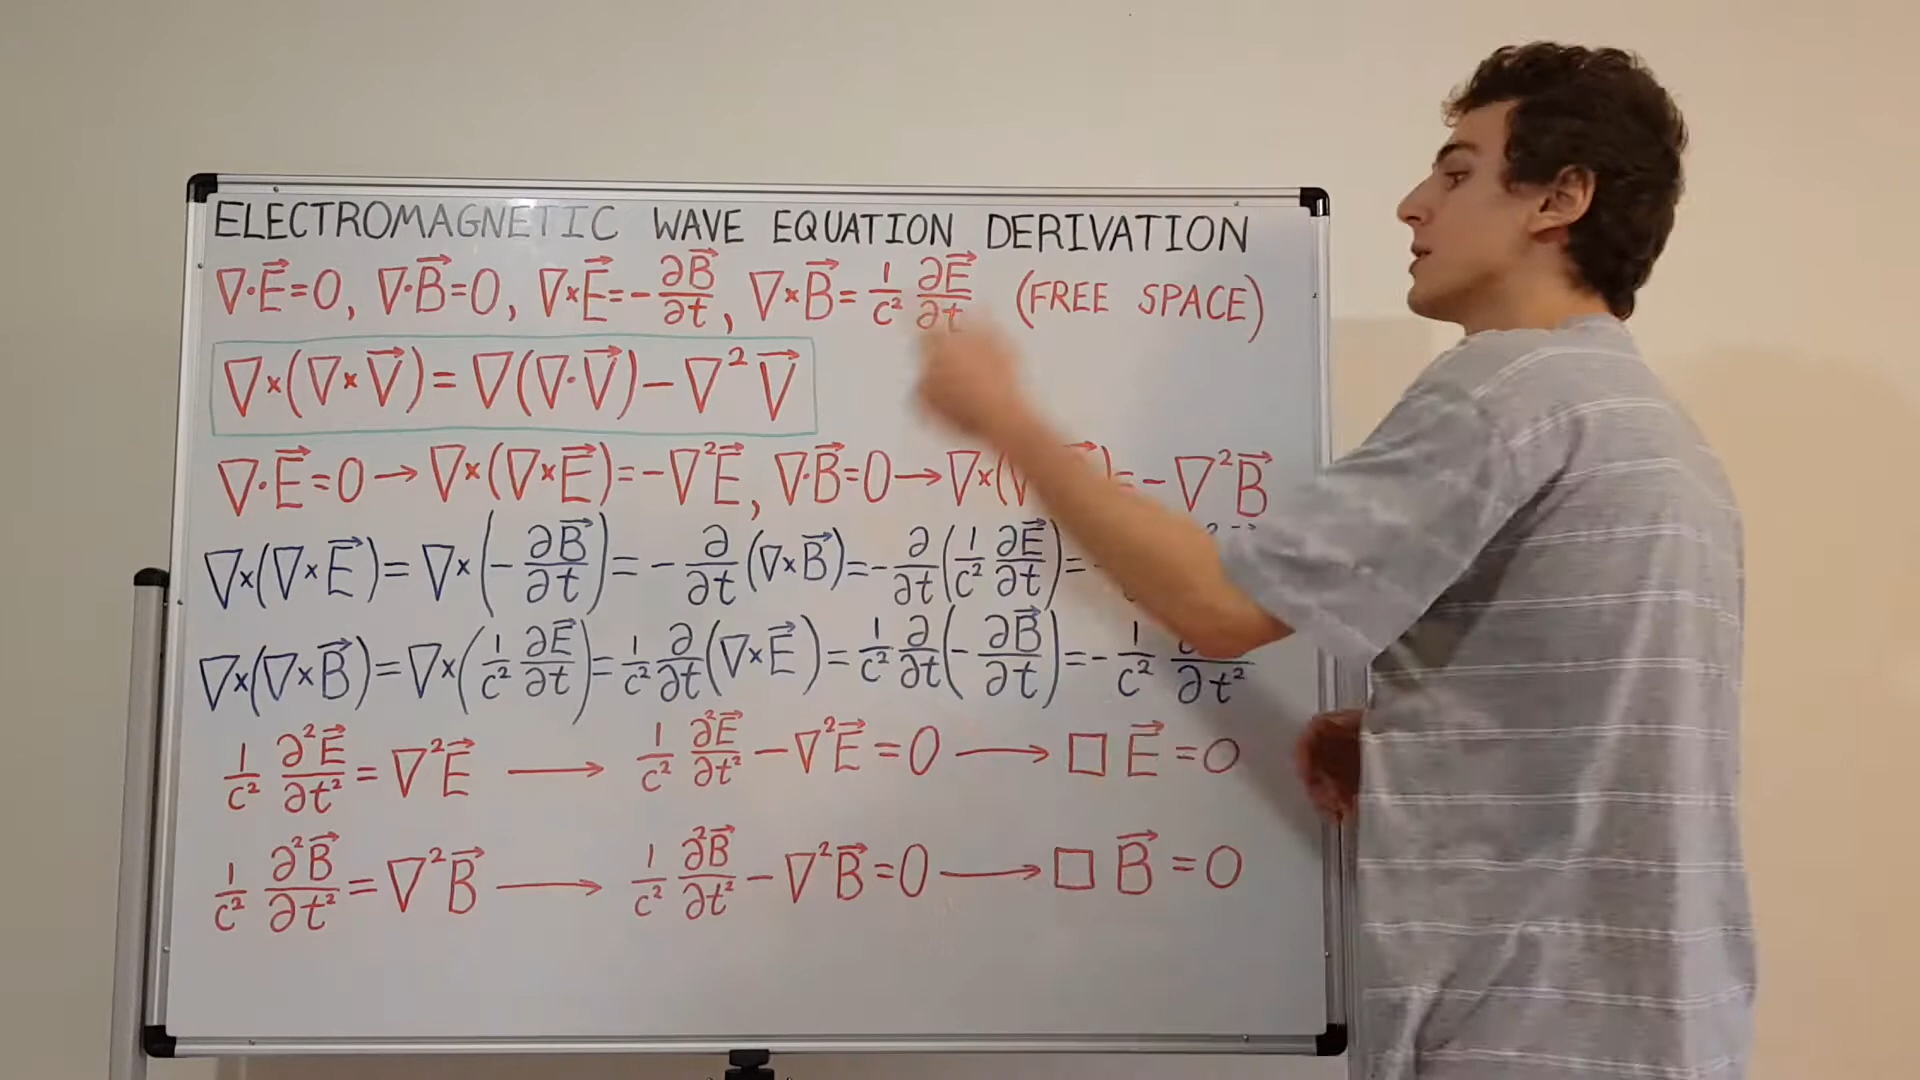 ELECTROMAGNETIC WAVE EQUATION DERIVATION
∇·E⃗=0, ∇·B⃗=0, ∇×E⃗=-∂B⃗/∂t, ∇×B⃗=1/c² ∂E⃗/∂t (FREE SPACE)
∇×(∇×V⃗)=∇(∇·V⃗)-∇²V⃗
∇·E⃗=0→∇×(∇×E⃗)=-∇²E⃗, ∇·B⃗=0→∇×( )=-∇²B⃗
∇×(∇×E⃗)=∇×(-∂B⃗/∂t)=-∂/∂t(∇×B⃗)=-∂/∂t(1/c² ∂E⃗/∂t)=-
∇×(∇×B⃗)=∇×(1/c² ∂E⃗/∂t)=1/c² ∂/∂t(∇×E⃗)=1/c² ∂/∂t(-∂B⃗/∂t)=-1/c² /∂t²
1/c² ∂²E⃗/∂t²=∇²E⃗ → 1/c² ∂²E⃗/∂t²-∇²E⃗=0 → □E⃗=0
1/c² ∂²B⃗/∂t²=∇²B⃗ → 1/c² ∂²B⃗/∂t²-∇²B⃗=0 → □B⃗=0